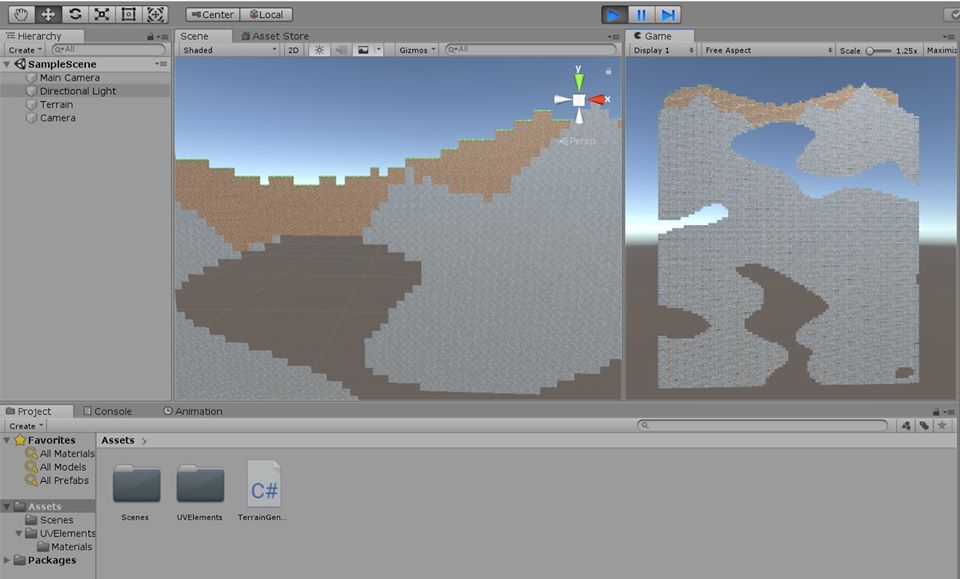 Center Local
Hierarchy
Create All
SampleScene
Main Camera
Directional Light
Terrain
Camera
Scene Asset Store
Shaded 2D Gizmos All
y
x
Persp
Game
Display 1 Free Aspect Scale 1.25x Maximiz
Project Console Animation
Create
Favorites
All Materials
All Models
All Prefabs
Assets
Scenes
UVElements
Materials
Packages
Assets
C#
Scenes UVElements TerrainGen...